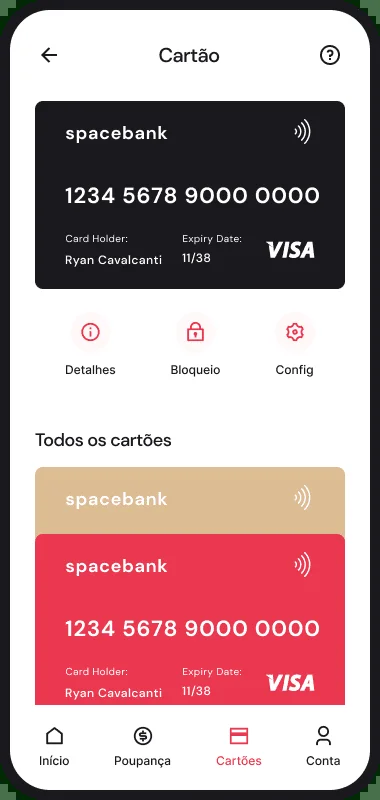 Cartão
spacebank
1234 5678 9000 0000
Card Holder: Expiry Date:
Ryan Cavalcanti 11/38 VISA
Detalhes Bloqueio Config
Todos os cartões
spacebank
spacebank
1234 5678 9000 0000
Card Holder: Expiry Date:
Ryan Cavalcanti 11/38 VISA
Início Poupança Cartões Conta